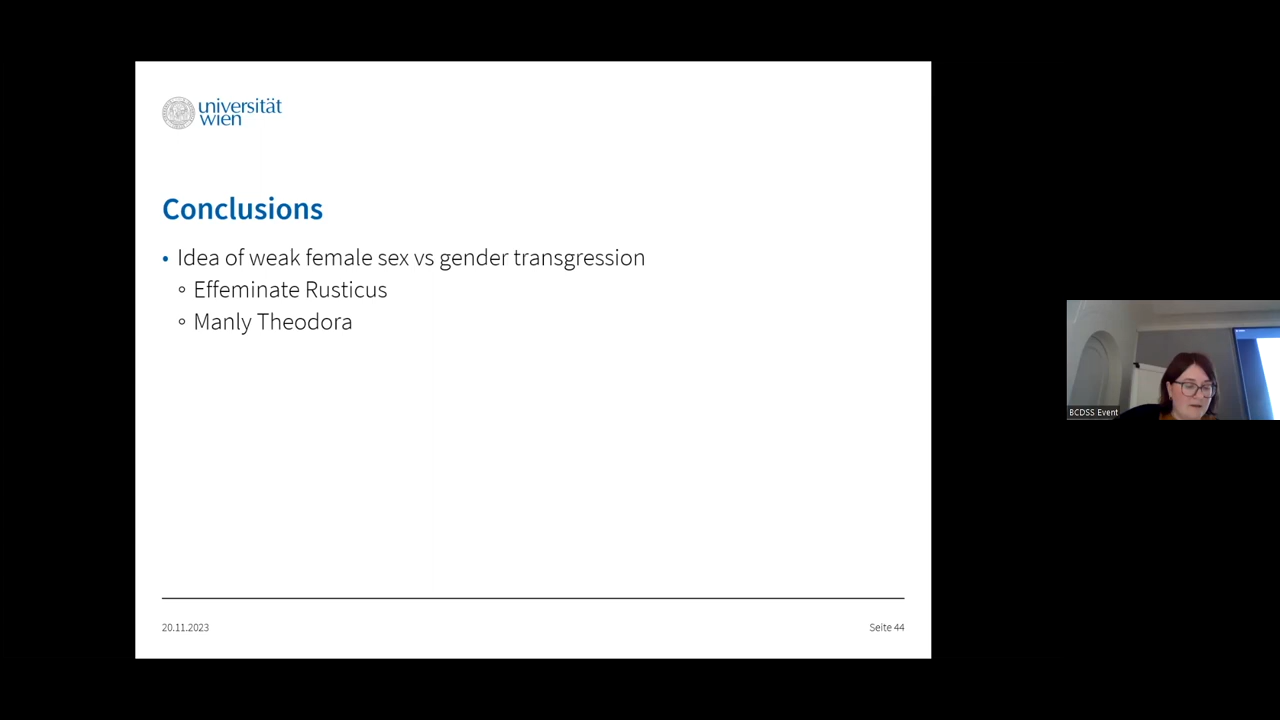 universität
wien
Conclusions
• Idea of weak female sex vs gender transgression
◦ Effeminate Rusticus
◦ Manly Theodora
BCDSS Event
20.11.2023
Seite 44